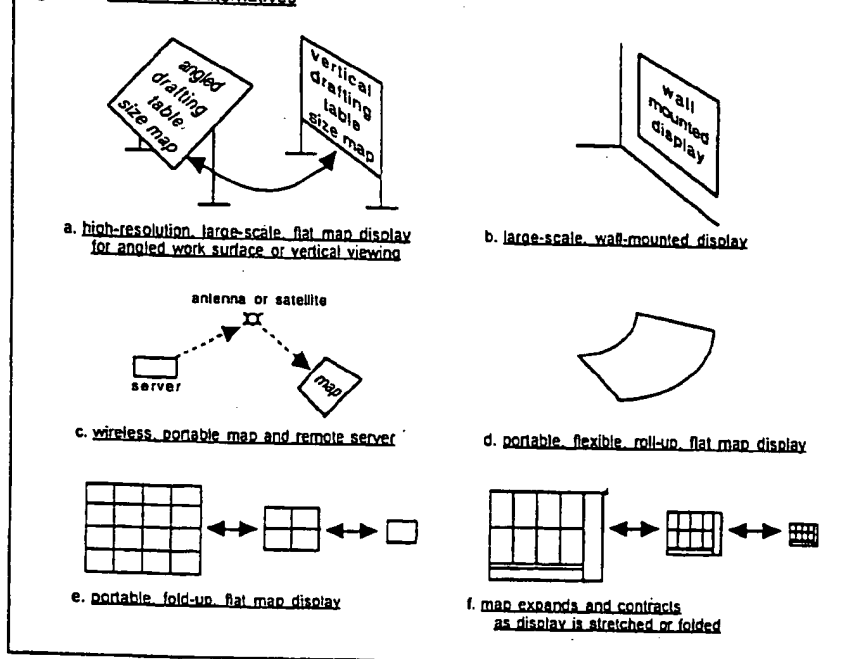 angled
drafting
table-
size map
vertical
drafting
table
size map
a. high-resolution, large-scale, flat map display
for angled work surface or vertical viewing
wall
mounted
display
b. large-scale, wall-mounted display
antenna or satellite
server
map
c. wireless, portable map and remote server
d. portable, flexible, roll-up, flat map display
e. portable, fold-up, flat map display
f. map expands and contracts
as display is stretched or folded